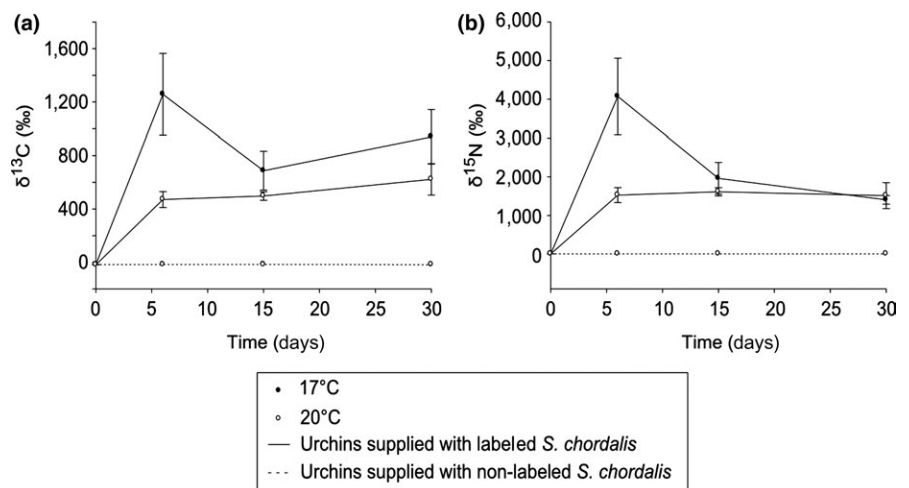 (a)
δ13C (‰)
1,600
1,200
800
400
0
0 5 10 15 20 25 30
Time (days)
(b)
δ15N (‰)
6,000
5,000
4,000
3,000
2,000
1,000
0
0 5 10 15 20 25 30
Time (days)
17°C
20°C
Urchins supplied with labeled S. chordalis
Urchins supplied with non-labeled S. chordalis